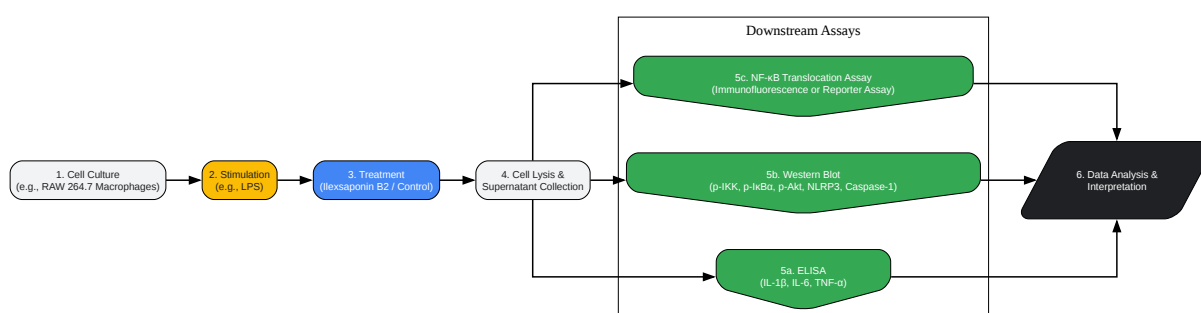 Downstream Assays
1. Cell Culture
(e.g., RAW 264.7 Macrophages)
2. Stimulation
(e.g., LPS)
3. Treatment
(Ilexsaponin B2 / Control)
4. Cell Lysis &
Supernatant Collection
5c. NF-κB Translocation Assay
(Immunofluorescence or Reporter Assay)
5b. Western Blot
(p-IKK, p-IκBα, p-Akt, NLRP3, Caspase-1)
5a. ELISA
(IL-1β, IL-6, TNF-α)
6. Data Analysis &
Interpretation